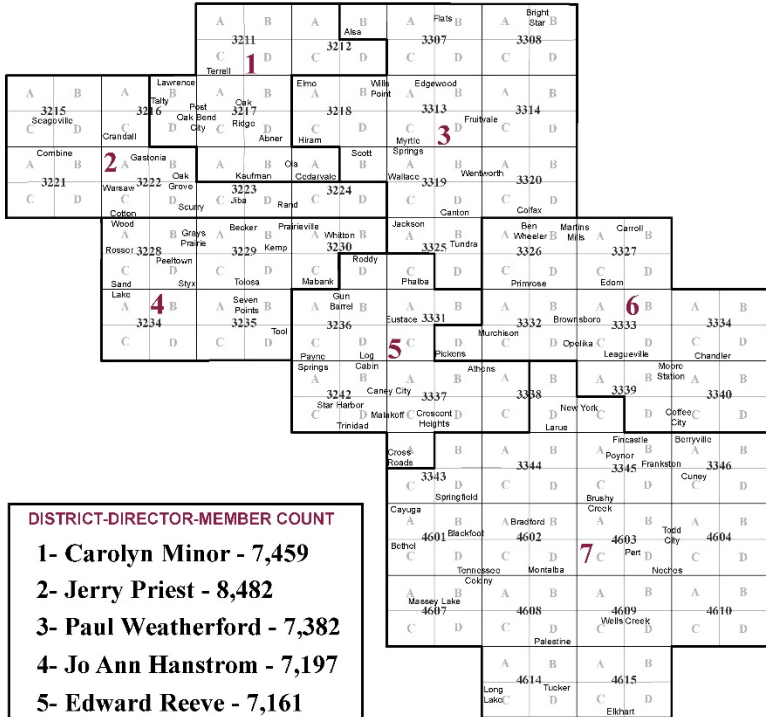 A B A B A B A B
Alsa Flats Bright Star
3211 3212 3307 3308
C D C D C D C D
Terrell 1
Lawrence Elmo Wills Point Edgewood
A B A B A B A B A B A B
Talty Post Oak Bend City Oak Ridge
3215 3216 3217 3218 3313 3314
Seagoville Fruitvale
C D C D C D C D C D C D
Crandall Abner Hiram Myrtle Springs 3
Combine Gastonia Ola Scott
A B A B A B A B A B A B
2 Oak Grove Kaufman Cedarvale Wallace Wentworth
3221 3222 3223 3224 3319 3320
Warsaw Jiba
C D C D C D C D C D C D
Cotton Wood Scurry Rand Canton Colfax
Becker Prairieville Jackson Ben Wheeler Martins Mills Carroll
A B A B A B A B A B A B
Grays Prairie Whitton Tundra
Rosser 3228 3229 Kemp 3230 3325 3326 3327
Peeltown Roddy
C D C D C D C D C D C D
Sand Lake Styx Tolosa Mabank Phalba Primrose Edom
4 Seven Points Gun Barrel Eustace 6
A B A B A B A B A B A B A B
Brownsboro
3234 3235 3236 3331 3332 3333 3334
Tool Murchison
C D C D C D C D C D C D C D
5 Opelika
Payne Springs Log Cabin Pickens Leagueville Chandler
Athens Moore Station
A B A B A B A B A B
Caney City
3242 3337 3338 3339 3340
Star Harbor New York
C D C D C D C D C D
Trinidad Malakoff Crescent Heights Larue Coffee City
Cross Roads Fincastle Berryville
A B A B A B A B
Poynor
3343 3344 3345 Frankston 3346
Cuney
C D C D C D C D
Springfield Brushy Creek
Cayuga
A B A B A B A B
Blackfoot Bradford Todd City
4601 4602 4603 4604
Bethel 7 Pert
C D C D C D C D
Tennessee Colony Montalba Neches
A B A B A B A B
Massey Lake
4607 4608 4609 4610
Wells Creek
C D C D C D C D
Palestine
A B A B
4614 4615
Long Lake Tucker
C D C D
Elkhart
DISTRICT-DIRECTOR-MEMBER COUNT
1- Carolyn Minor - 7,459
2- Jerry Priest - 8,482
3- Paul Weatherford - 7,382
4- Jo Ann Hanstrom - 7,197
5- Edward Reeve - 7,161